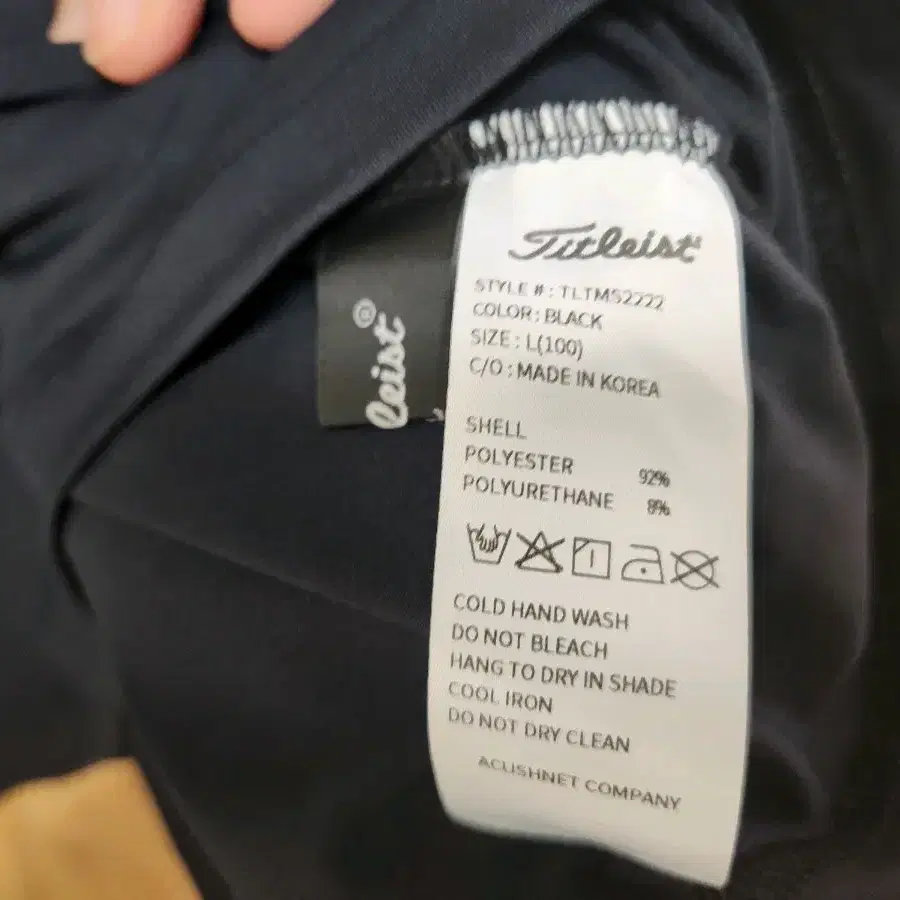 Titleist
STYLE # : TLTMS2222
COLOR : BLACK
SIZE : L(100)
C/O : MADE IN KOREA
SHELL
POLYESTER 92%
POLYURETHANE 8%
COLD HAND WASH
DO NOT BLEACH
HANG TO DRY IN SHADE
COOL IRON
DO NOT DRY CLEAN
ACUSHNET COMPANY
leist®